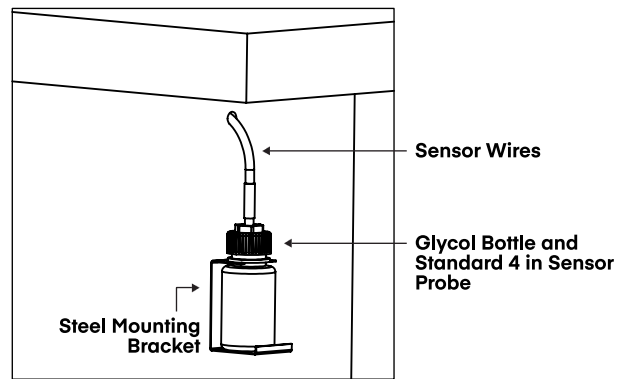 Sensor Wires
Glycol Bottle and
Standard 4 in Sensor
Probe
Steel Mounting
Bracket